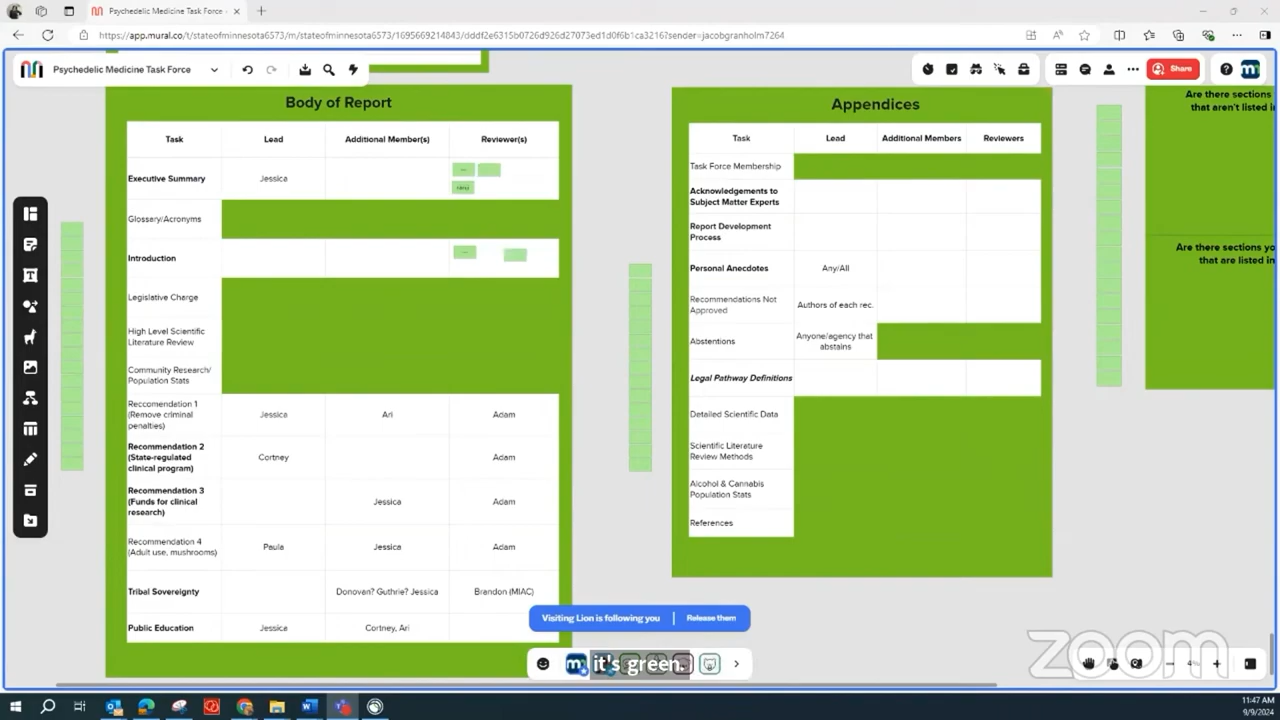 Psychedelic Medicine Task Force -
https://app.mural.co/t/stateofminnesota6573/m/stateofminnesota6573/1695669214843/dddf2e6315b0726d926d27073ed1d0f6b1ca3216?sender=jacobgranholm7264
Psychedelic Medicine Task Force
Share
Body of Report
Task Lead Additional Member(s) Reviewer(s)
Executive Summary Jessica
Glossary/Acronyms
Introduction
Legislative Charge
High Level Scientific
Literature Review
Community Research/
Population Stats
Reccomendation 1
(Remove criminal
penalties)
Jessica Ari Adam
Recommendation 2
(State-regulated
clinical program)
Cortney Adam
Recommendation 3
(Funds for clinical
research)
Jessica Adam
Recommendation 4
(Adult use, mushrooms)
Paula Jessica Adam
Tribal Sovereignty Donovan? Guthrie? Jessica Brandon (MIAC)
Public Education Jessica Cortney, Ari
Appendices
Task Lead Additional Members Reviewers
Task Force Membership
Acknowledgements to
Subject Matter Experts
Report Development
Process
Personal Anecdotes Any/All
Recommendations Not
Approved
Authors of each rec.
Abstentions
Anyone/agency that
abstains
Legal Pathway Definitions
Detailed Scientific Data
Scientific Literature
Review Methods
Alcohol & Cannabis
Population Stats
References
Are there sections
that aren't listed i
Are there sections yo
that are listed in
Visiting Lion is following you Release them
it's green.
zoom
11:47 AM
9/9/2024